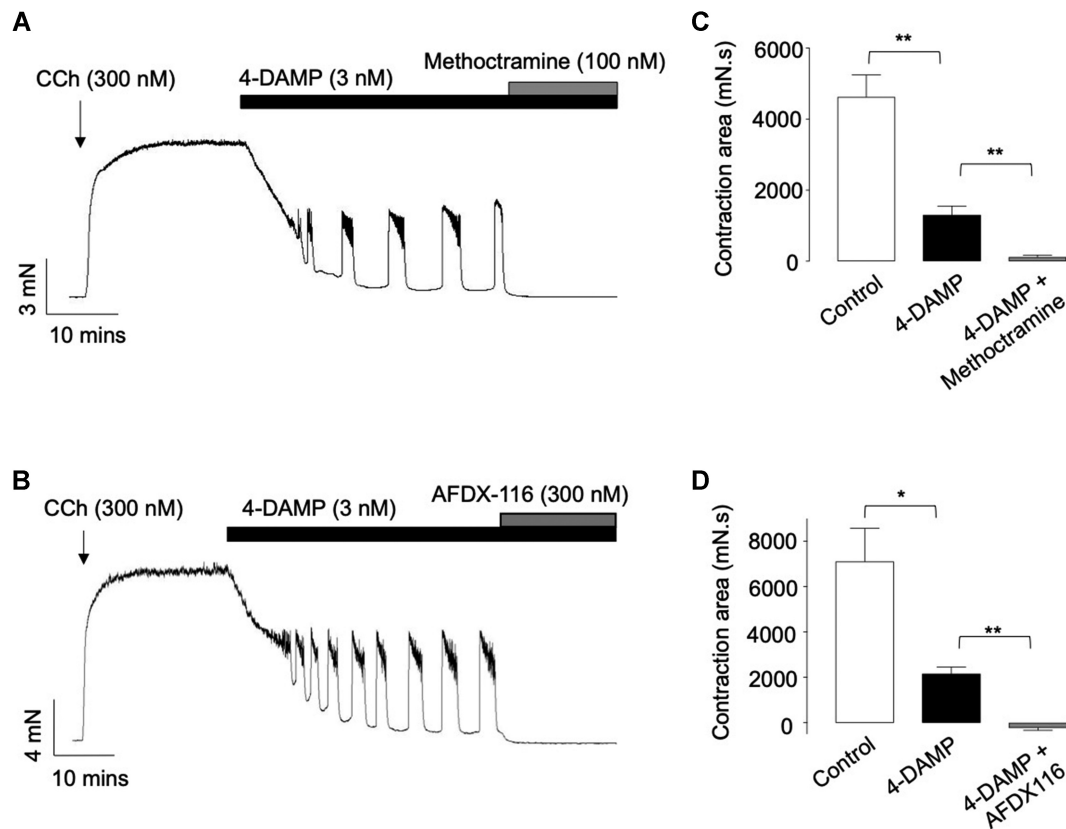 A
CCh (300 nM)
4-DAMP (3 nM)
Methoctramine (100 nM)
3 mN
10 mins
C
Contraction area (mN.s)
6000
4000
2000
0
**
**
Control
4-DAMP
4-DAMP +
Methoctramine
B
CCh (300 nM)
4-DAMP (3 nM)
AFDX-116 (300 nM)
4 mN
10 mins
D
Contraction area (mN.s)
8000
6000
4000
2000
0
*
**
Control
4-DAMP
4-DAMP +
AFDX116